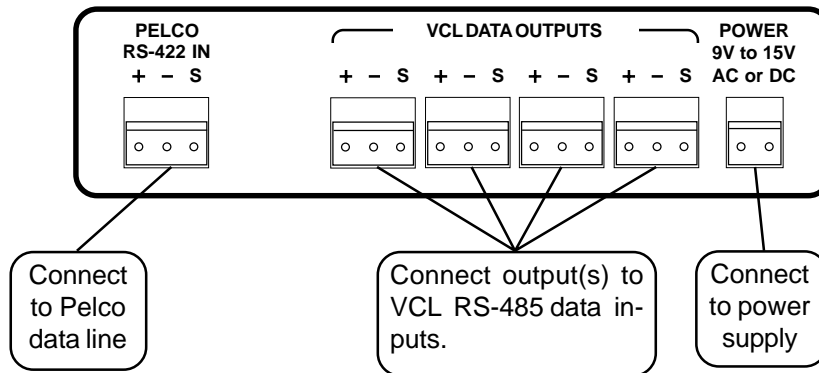 PELCO
RS-422 IN
+ – S
VCL DATA OUTPUTS
+ – S + – S + – S + – S
POWER
9V to 15V
AC or DC
Connect
to Pelco
data line
Connect output(s) to
VCL RS-485 data in-
puts.
Connect
to power
supply